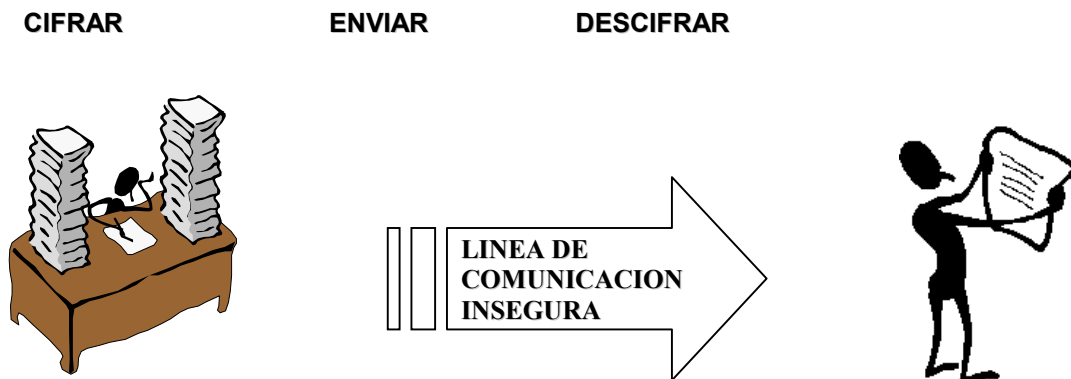 CIFRAR ENVIAR DESCIFRAR
LINEA DE
COMUNICACION
INSEGURA